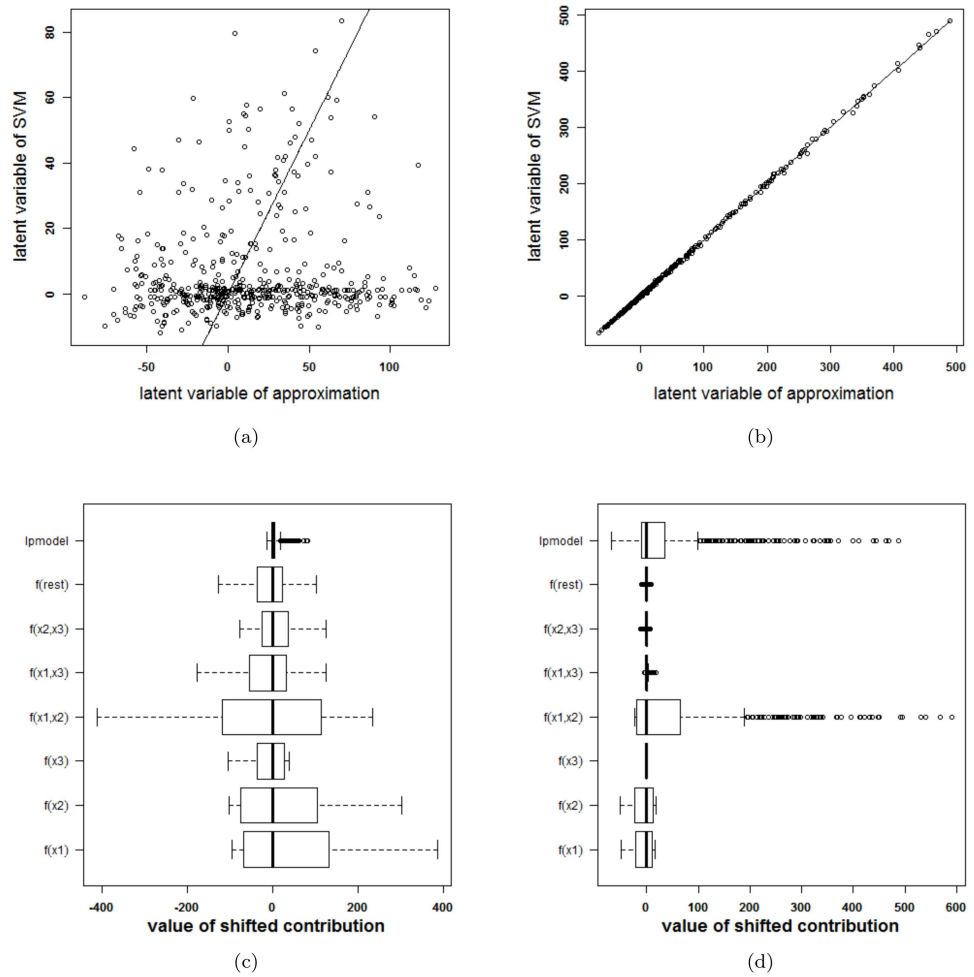 80
60
40
20
0
latent variable of SVM
-50 0 50 100
latent variable of approximation
(a)
500
400
300
200
100
0
latent variable of SVM
0 100 200 300 400 500
latent variable of approximation
(b)
lpmodel
f(rest)
f(x2,x3)
f(x1,x3)
f(x1,x2)
f(x3)
f(x2)
f(x1)
-400 -200 0 200 400
value of shifted contribution
(c)
lpmodel
f(rest)
f(x2,x3)
f(x1,x3)
f(x1,x2)
f(x3)
f(x2)
f(x1)
0 100 200 300 400 500 600
value of shifted contribution
(d)